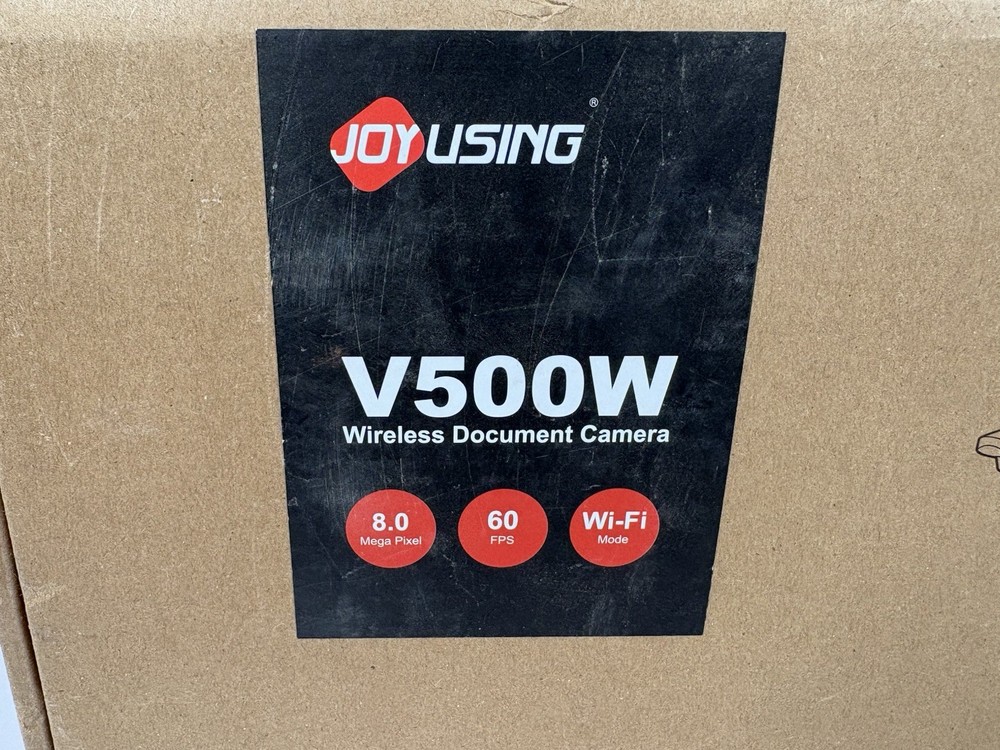 JOYUSING®
V500W
Wireless Document Camera
8.0
Mega Pixel
60
FPS
Wi-Fi
Mode